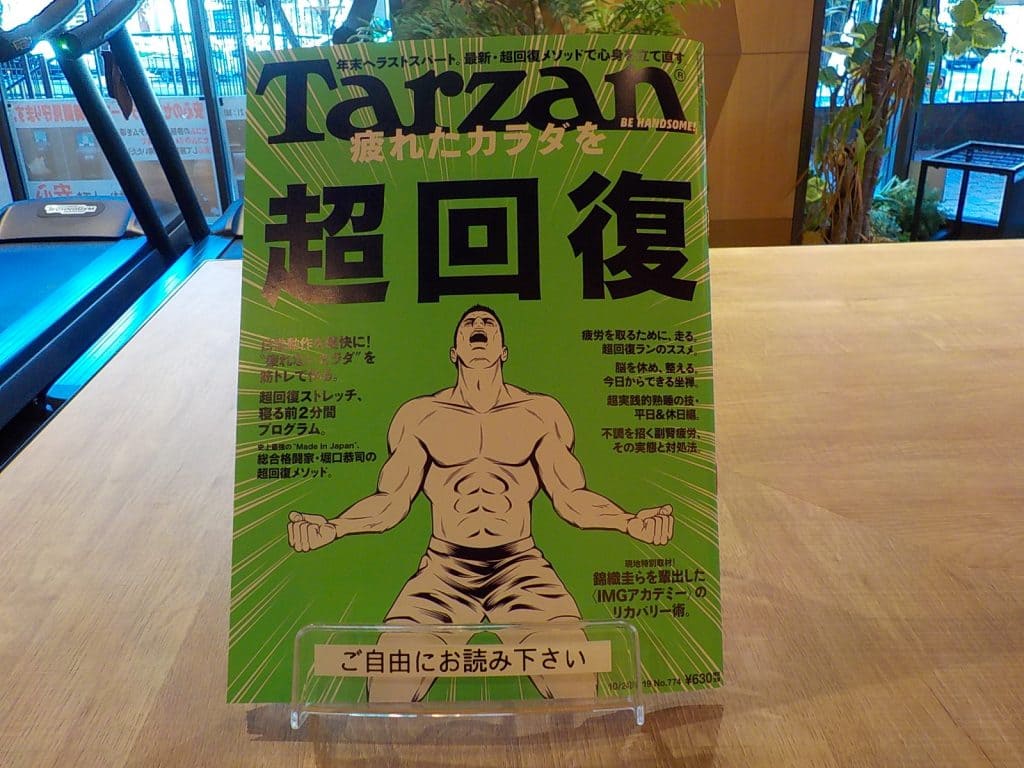 年末へラストスパート。最新・超回復メソッドで心身を立て直す
Tarzan®
BE HANDSOME!
疲れたカラダを
超回復
"疲れないカラダ"を
筋トレで作る。
超回復ストレッチ、
寝る前2分間
プログラム。
史上最強の"Made in Japan"、
総合格闘家・堀口恭司の
超回復メソッド。
疲労を取るために、走る。
超回復ランのススメ。
脳を休め、整える。
今日からできる坐禅。
超実践的熟睡の技・
平日&休日編。
不調を招く副腎疲労、
その実態と対処法。
現地特別取材!
錦織圭らを輩出した
〈IMGアカデミー〉の
リカバリー術。
No.774 ¥630
ご自由にお読み下さい